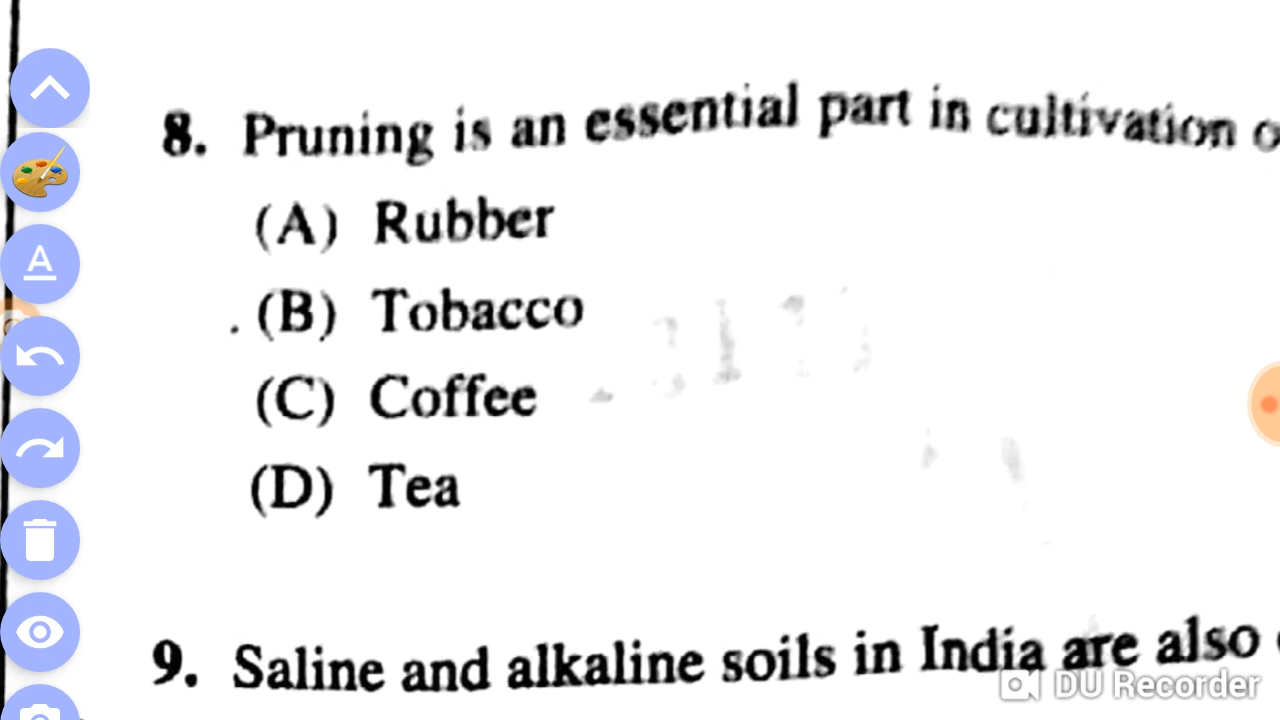 8. Pruning is an essential part in cultivation
(A) Rubber
. (B) Tobacco
(C) Coffee
(D) Tea
9. Saline and alkaline soils in India are also
DU Recorder